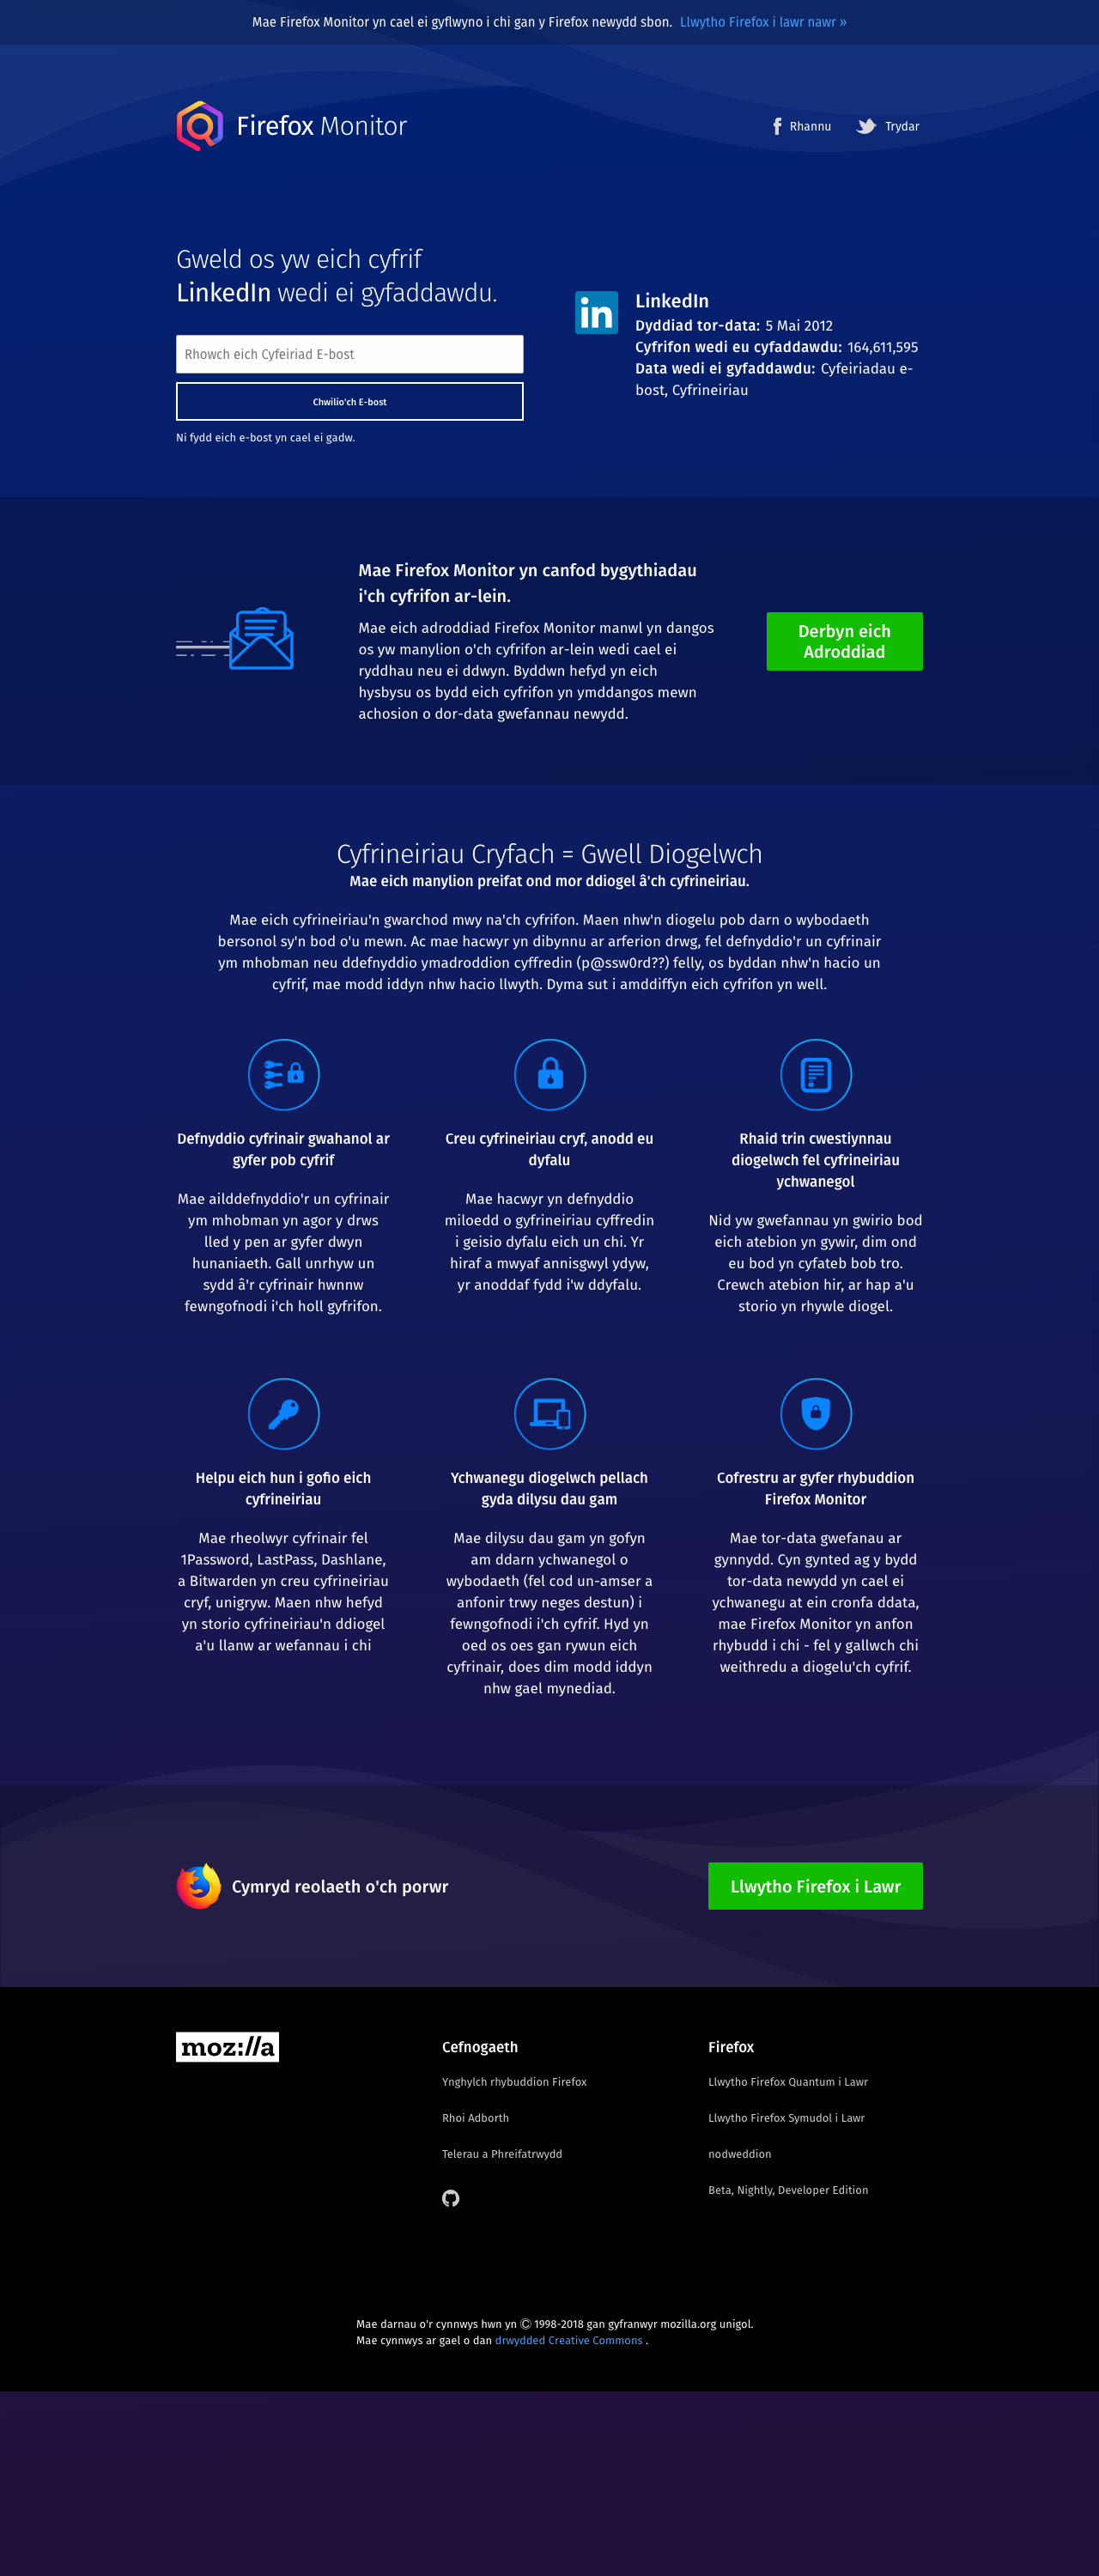 Mae Firefox Monitor yn cael ei gyflwyno i chi gan y Firefox newydd sbon. Llwytho Firefox i lawr nawr »
Firefox Monitor
Rhannu
Trydar
Gweld os yw eich cyfrif
LinkedIn wedi ei gyfaddawdu.
Rhowch eich Cyfeiriad E-bost
Chwilio'ch E-bost
Ni fydd eich e-bost yn cael ei gadw.
LinkedIn
Dyddiad tor-data: 5 Mai 2012
Cyfrifon wedi eu cyfaddawdu: 164,611,595
Data wedi ei gyfaddawdu: Cyfeiriadau e-
bost, Cyfrineiriau
Mae Firefox Monitor yn canfod bygythiadau
i'ch cyfrifon ar-lein.
Mae eich adroddiad Firefox Monitor manwl yn dangos
os yw manylion o'ch cyfrifon ar-lein wedi cael ei
ryddhau neu ei ddwyn. Byddwn hefyd yn eich
hysbysu os bydd eich cyfrifon yn ymddangos mewn
achosion o dor-data gwefannau newydd.
Derbyn eich
Adroddiad
Cyfrineiriau Cryfach = Gwell Diogelwch
Mae eich manylion preifat ond mor ddiogel â'ch cyfrineiriau.
Mae eich cyfrineiriau'n gwarchod mwy na'ch cyfrifon. Maen nhw'n diogelu pob darn o wybodaeth
bersonol sy'n bod o'u mewn. Ac mae hacwyr yn dibynnu ar arferion drwg, fel defnyddio'r un cyfrinair
ym mhobman neu ddefnyddio ymadroddion cyffredin (p@ssw0rd??) felly, os byddan nhw'n hacio un
cyfrif, mae modd iddyn nhw hacio llwyth. Dyma sut i amddiffyn eich cyfrifon yn well.
Defnyddio cyfrinair gwahanol ar
gyfer pob cyfrif
Mae ailddefnyddio'r un cyfrinair
ym mhobman yn agor y drws
lled y pen ar gyfer dwyn
hunaniaeth. Gall unrhyw un
sydd â'r cyfrinair hwnnw
fewngofnodi i'ch holl gyfrifon.
Creu cyfrineiriau cryf, anodd eu
dyfalu
Mae hacwyr yn defnyddio
miloedd o gyfrineiriau cyffredin
i geisio dyfalu eich un chi. Yr
hiraf a mwyaf annisgwyl ydyw,
yr anoddaf fydd i'w ddyfalu.
Rhaid trin cwestiynnau
diogelwch fel cyfrineiriau
ychwanegol
Nid yw gwefannau yn gwirio bod
eich atebion yn gywir, dim ond
eu bod yn cyfateb bob tro.
Crewch atebion hir, ar hap a'u
storio yn rhywle diogel.
Helpu eich hun i gofio eich
cyfrineiriau
Mae rheolwyr cyfrinair fel
1Password, LastPass, Dashlane,
a Bitwarden yn creu cyfrineiriau
cryf, unigryw. Maen nhw hefyd
yn storio cyfrineiriau'n ddiogel
a'u llanw ar wefannau i chi
Ychwanegu diogelwch pellach
gyda dilysu dau gam
Mae dilysu dau gam yn gofyn
am ddarn ychwanegol o
wybodaeth (fel cod un-amser a
anfonir trwy neges destun) i
fewngofnodi i'ch cyfrif. Hyd yn
oed os oes gan rywun eich
cyfrinair, does dim modd iddyn
nhw gael mynediad.
Cofrestru ar gyfer rhybuddion
Firefox Monitor
Mae tor-data gwefanau ar
gynnydd. Cyn gynted ag y bydd
tor-data newydd yn cael ei
ychwanegu at ein cronfa ddata,
mae Firefox Monitor yn anfon
rhybudd i chi - fel y gallwch chi
weithredu a diogelu'ch cyfrif.
Cymryd reolaeth o'ch porwr
Llwytho Firefox i Lawr
moz://a
Cefnogaeth
Ynghylch rhybuddion Firefox
Rhoi Adborth
Telerau a Phreifatrwydd
Firefox
Llwytho Firefox Quantum i Lawr
Llwytho Firefox Symudol i Lawr
nodweddion
Beta, Nightly, Developer Edition
Mae darnau o'r cynnwys hwn yn © 1998-2018 gan gyfranwyr mozilla.org unigol.
Mae cynnwys ar gael o dan drwydded Creative Commons .